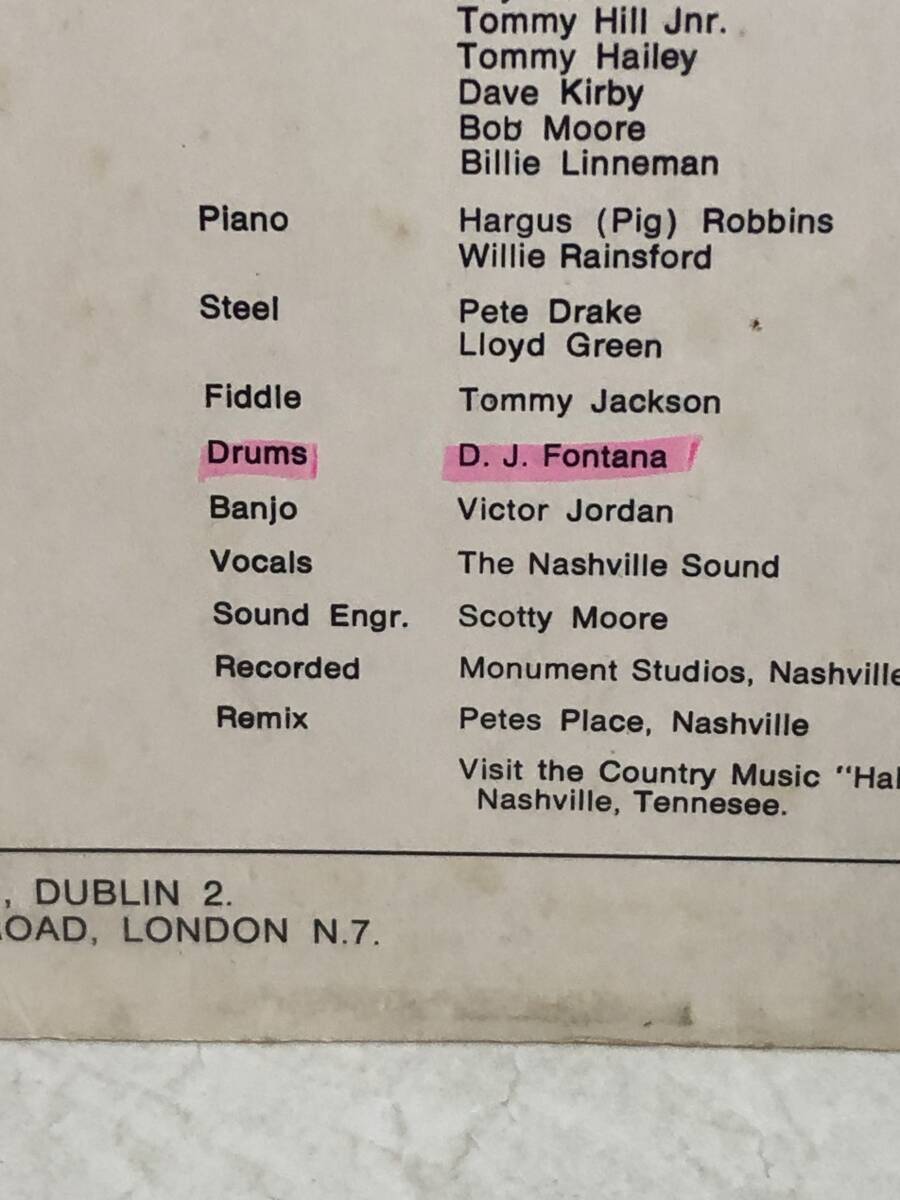 Tommy Hill Jnr.
Tommy Hailey
Dave Kirby
Bob Moore
Billie Linneman
Piano Hargus (Pig) Robbins
Willie Rainsford
Steel Pete Drake
Lloyd Green
Fiddle Tommy Jackson
Drums D. J. Fontana
Banjo Victor Jordan
Vocals The Nashville Sound
Sound Engr. Scotty Moore
Recorded Monument Studios, Nashville
Remix Petes Place, Nashville
Visit the Country Music "Hal
Nashville, Tennesee.
, DUBLIN 2.
OAD, LONDON N.7.